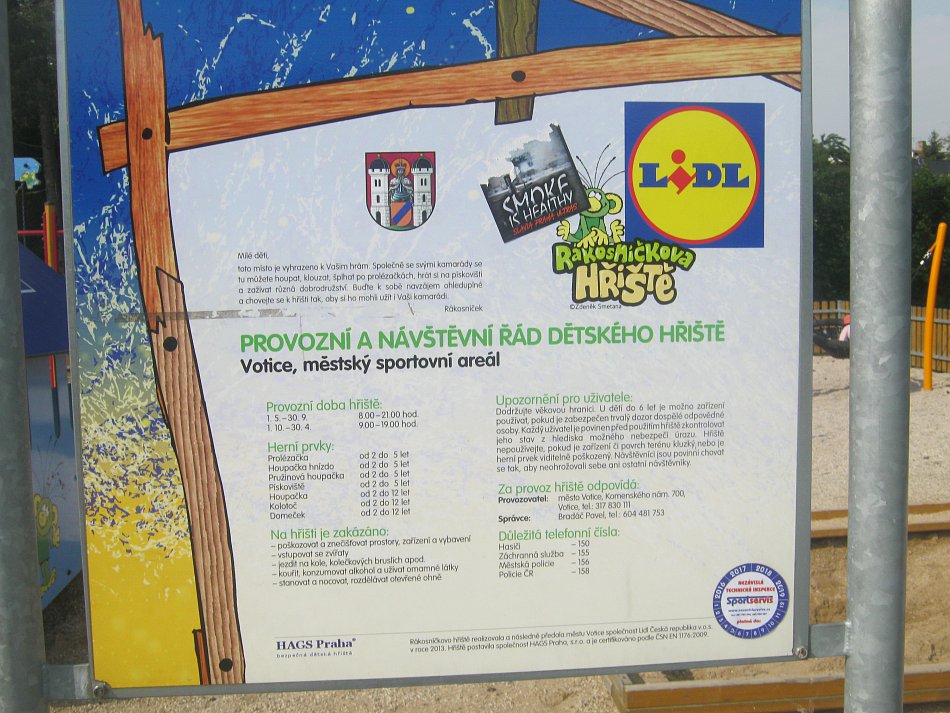 SMOKE
IS HEALTHY
SLAVIA PRAHA ULTRAS
LIDL
Rákosníčkova
HŘIŠTĚ
©Zdeněk Smetana
Milé děti,
toto místo je vyhrazeno k Vašim hrám. Společně se svými kamarády se
tu můžete houpat, klouzat, šplhat po prolézačkách, hrát si na pískovišti
a zažívat různá dobrodružství. Buďte k sobě navzájem ohleduplné
a chovejte se k hřišti tak, aby si ho mohli užít i Vaši kamarádi.
Rákosníček
PROVOZNÍ A NÁVŠTĚVNÍ ŘÁD DĚTSKÉHO HŘIŠTĚ
Votice, městský sportovní areál
Provozní doba hřiště:
1. 5. – 30. 9. 8.00 – 21.00 hod.
1. 10. – 30. 4. 9.00 – 19.00 hod.
Herní prvky:
Prolézačka od 2 do 5 let
Houpačka hnízdo od 2 do 5 let
Pružinová houpačka od 2 do 5 let
Pískoviště od 2 do 5 let
Houpačka od 2 do 12 let
Kolotoč od 2 do 12 let
Domeček od 2 do 12 let
Na hřišti je zakázáno:
– poškozovat a znečišťovat prostory, zařízení a vybavení
– vstupovat se zvířaty
– jezdit na kole, kolečkových bruslích apod.
– kouřit, konzumovat alkohol a užívat omamné látky
– stanovat a nocovat, rozdělávat otevřené ohně
Upozornění pro uživatele:
Dodržujte věkovou hranici. U dětí do 6 let je možno zařízení
používat, pokud je zabezpečen trvalý dozor dospělé odpovědné
osoby. Každý uživatel je povinen před použitím hřiště zkontrolovat
jeho stav z hlediska možného nebezpečí úrazu. Hřiště
nepoužívejte, pokud je zařízení či povrch terénu kluzký nebo je
herní prvek viditelně poškozený. Návštěvníci jsou povinni chovat
se tak, aby neohrožovali sebe ani ostatní návštěvníky.
Za provoz hřiště odpovídá:
Provozovatel: město Votice, Komenského nám. 700,
Votice, tel.: 317 830 111
Správce: Bradáč Pavel, tel.: 604 481 753
Důležitá telefonní čísla:
Hasiči – 150
Záchranná služba – 155
Městská policie – 156
Policie ČR – 158
2016 • 2017 • 2018 • 2019
NEZÁVISLÁ
TECHNICKÁ INSPEKCE
Sportservis
platná do:
HAGS Praha®
bezpečná dětská hřiště
Rákosníčkovo hřiště realizovala a následně předala městu Votice společnost Lidl Česká republika v.o.s.
v roce 2013. Hřiště postavila společnost HAGS Praha, s.r.o. a je certifikováno podle ČSN EN 1176:2009.